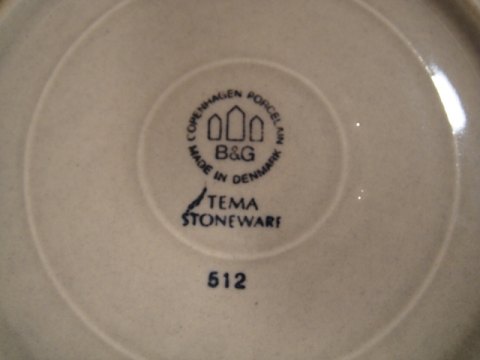 COPENHAGEN PORCELAIN
B&G
MADE IN DENMARK
TEMA
STONEWARE
512